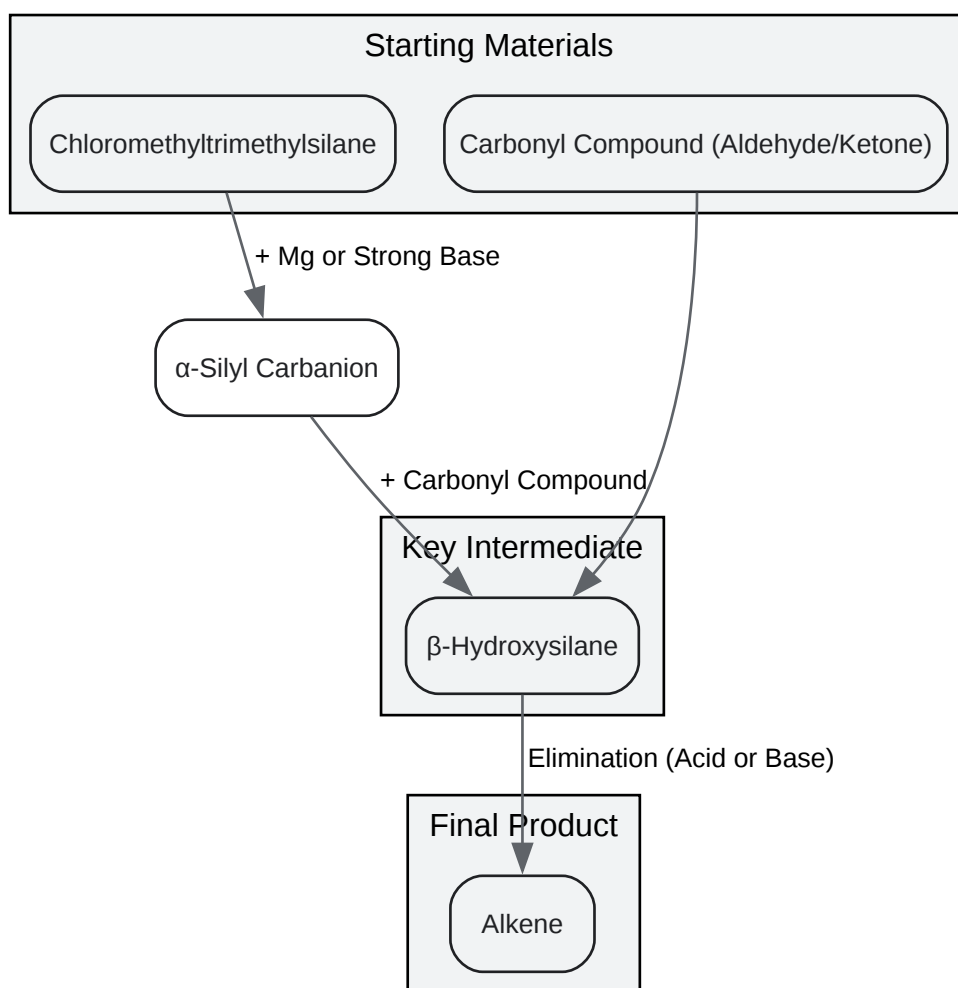 Starting Materials
Chloromethyltrimethylsilane
Carbonyl Compound (Aldehyde/Ketone)
+ Mg or Strong Base
α-Silyl Carbanion
+ Carbonyl Compound
Key Intermediate
β-Hydroxysilane
Elimination (Acid or Base)
Final Product
Alkene